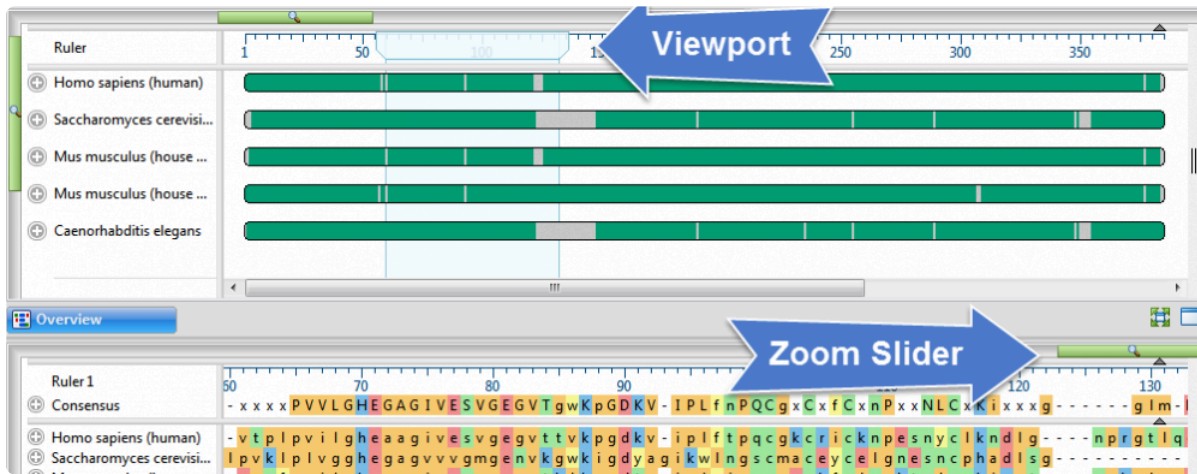 Ruler
1 50 100 250 300 350
Viewport
Homo sapiens (human)
Saccharomyces cerevisi...
Mus musculus (house ...
Mus musculus (house ...
Caenorhabditis elegans
Overview
Zoom Slider
Ruler 1
60 70 80 90 120 130
Consensus
- x x x x P V V L G H E G A G I V E S V G E G V T g w K p G D K V - I P L f n P Q C g x C x f C x n P x x N L C x K i x x x g - - - - - - g l m -
Homo sapiens (human)
- v t p l p v i l g h e a a g i v e s v g e g v t t v k p g d k v - i p l f t p q c g k c r i c k n p e s n y c l k n d l g - - - - n p r g t l q
Saccharomyces cerevisi...
l p v k l p l v g g h e g a g v v v g m g e n v k g w k i g d y a g i k w l n g s c m a c e y c e l g n e s n c p h a d l s g - - - - - - - - -